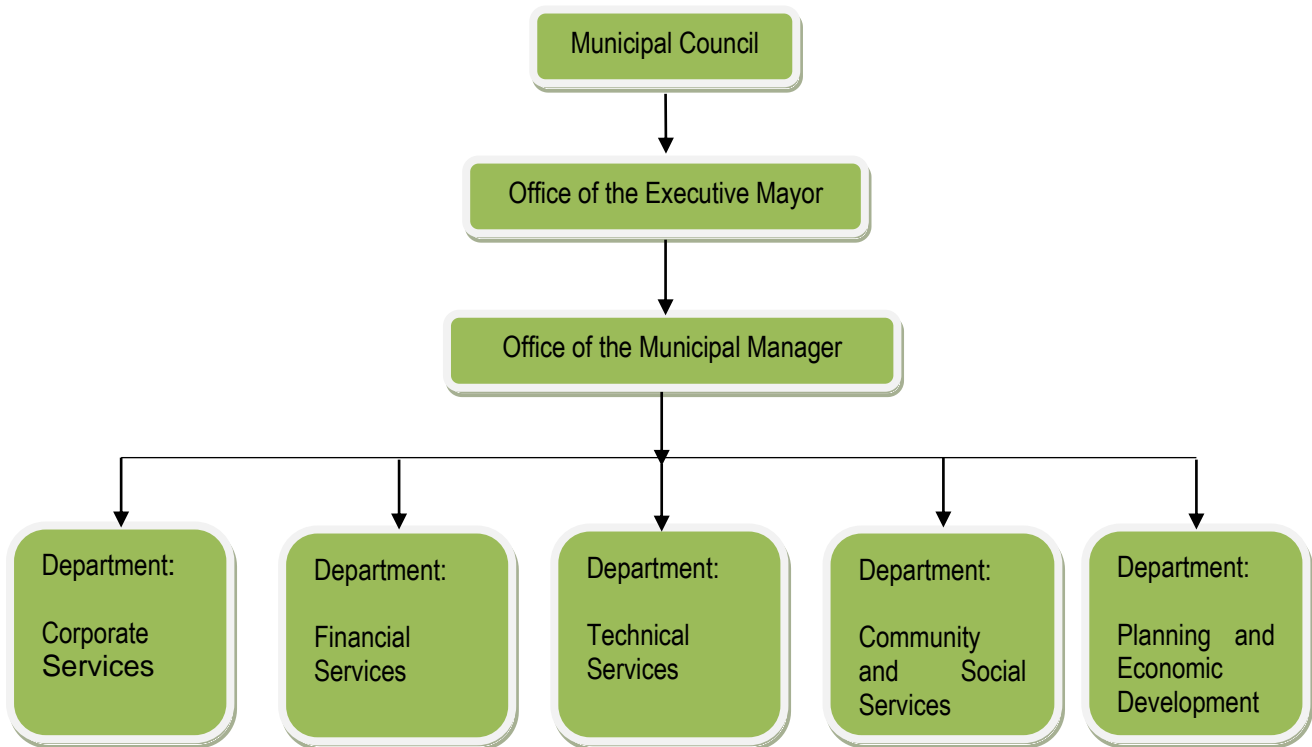 Municipal Council
Office of the Executive Mayor
Office of the Municipal Manager
Department:
Corporate
Services
Department:
Financial
Services
Department:
Technical
Services
Department:
Community
and Social
Services
Department:
Planning and
Economic
Development